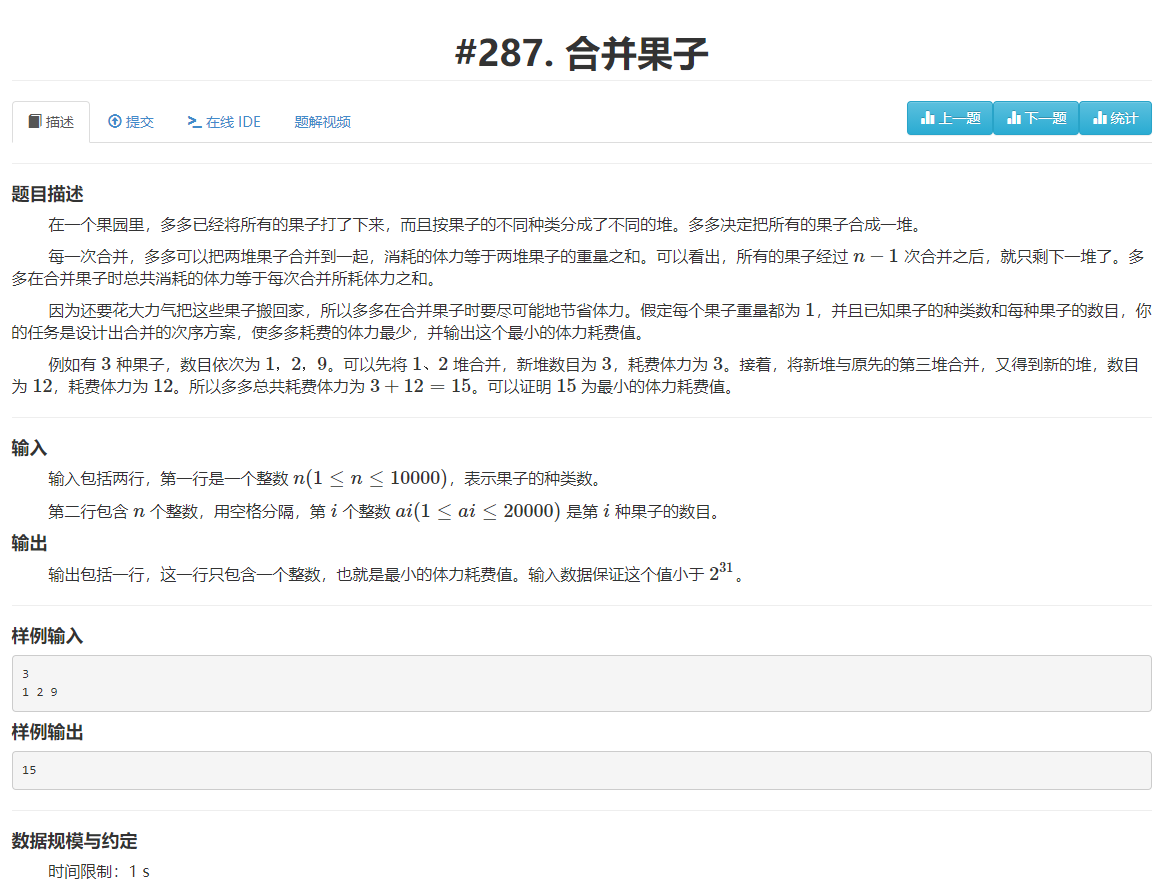 #287. 合并果子
描述 提交 在线 IDE 题解视频 上一题 下一题 统计
题目描述
在一个果园里，多多已经将所有的果子打了下来，而且按果子的不同种类分成了不同的堆。多多决定把所有的果子合成一堆。
每一次合并，多多可以把两堆果子合并到一起，消耗的体力等于两堆果子的重量之和。可以看出，所有的果子经过 n − 1 次合并之后，就只剩下一堆了。多
多在合并果子时总共消耗的体力等于每次合并所耗体力之和。
因为还要花大力气把这些果子搬回家，所以多多在合并果子时要尽可能地节省体力。假定每个果子重量都为 1，并且已知果子的种类数和每种果子的数目，你
的任务是设计出合并的次序方案，使多多耗费的体力最少，并输出这个最小的体力耗费值。
例如有 3 种果子，数目依次为 1，2，9。可以先将 1、2 堆合并，新堆数目为 3，耗费体力为 3。接着，将新堆与原先的第三堆合并，又得到新的堆，数目
为 12，耗费体力为 12。所以多多总共耗费体力为 3 + 12 = 15。可以证明 15 为最小的体力耗费值。
输入
输入包括两行，第一行是一个整数 n(1 ≤ n ≤ 10000)，表示果子的种类数。
第二行包含 n 个整数，用空格分隔，第 i 个整数 ai(1 ≤ ai ≤ 20000) 是第 i 种果子的数目。
输出
输出包括一行，这一行只包含一个整数，也就是最小的体力耗费值。输入数据保证这个值小于 2^31。
样例输入
3
1 2 9
样例输出
15
数据规模与约定
时间限制：1 s